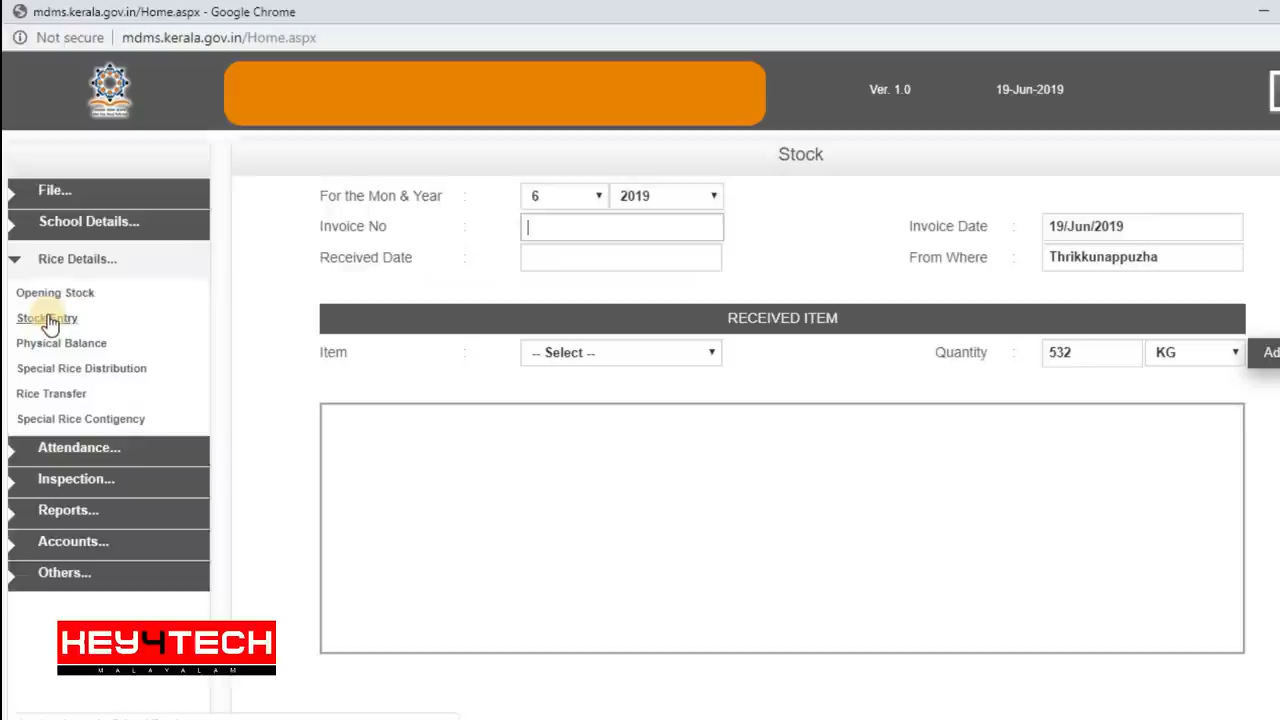 mdms.kerala.gov.in/Home.aspx - Google Chrome
Not secure mdms.kerala.gov.in/Home.aspx
Ver. 1.0 19-Jun-2019
Stock
File...
School Details...
Rice Details...
Opening Stock
Stock Entry
Physical Balance
Special Rice Distribution
Rice Transfer
Special Rice Contigency
Attendance...
Inspection...
Reports...
Accounts...
Others...
For the Mon & Year : 6 2019
Invoice No : Invoice Date : 19/Jun/2019
Received Date : From Where : Thrikkunappuzha
RECEIVED ITEM
Item : -- Select -- Quantity : 532 KG Ad
HEY4TECH
MALAYALAM